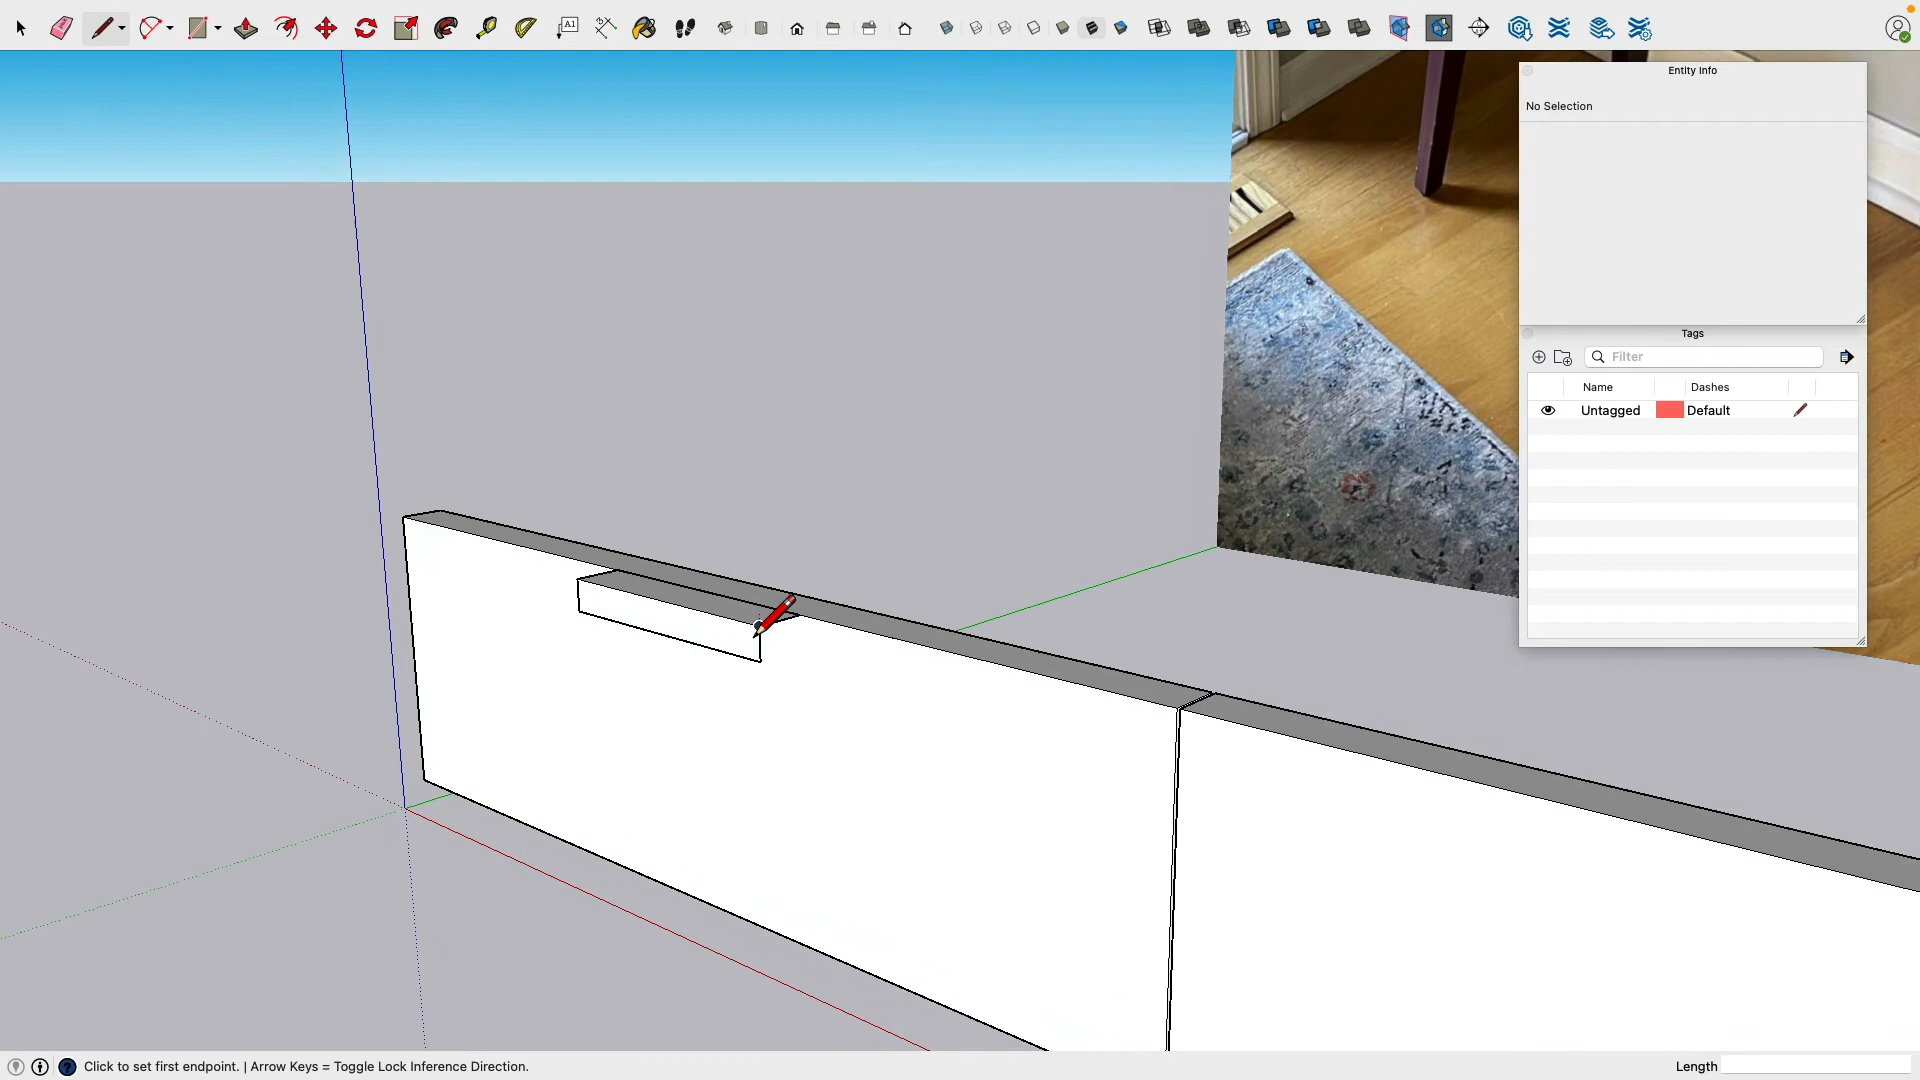 A1
Entity Info
No Selection
Tags
Filter
Name Dashes
Untagged Default
Click to set first endpoint. | Arrow Keys = Toggle Lock Inference Direction.
Length